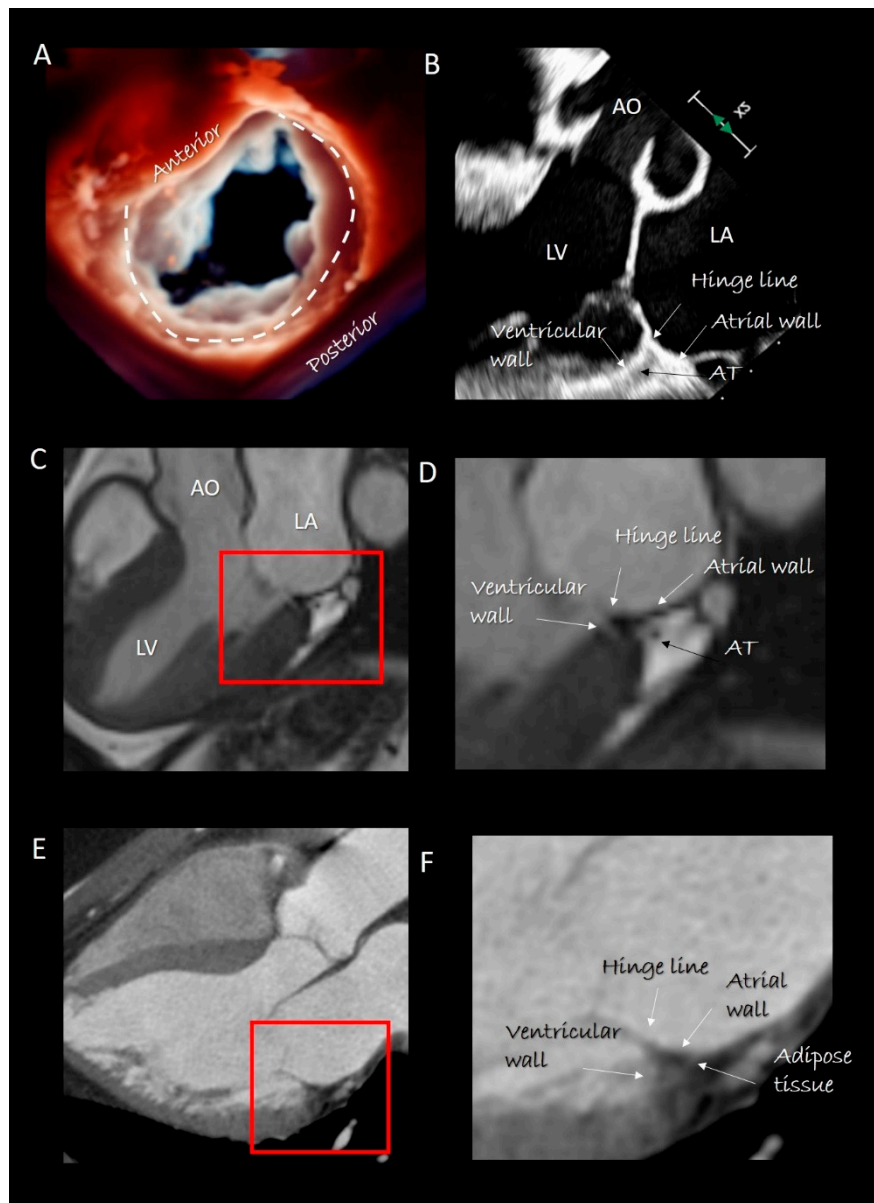 A
Anterior
Posterior
B
AO
XS
LV
LA
Hinge line
Ventricular
wall
Atrial wall
AT
C
AO
LA
LV
D
Hinge line
Atrial wall
Ventricular
wall
AT
E
F
Hinge line
Atrial
wall
Ventricular
wall
Adipose
tissue